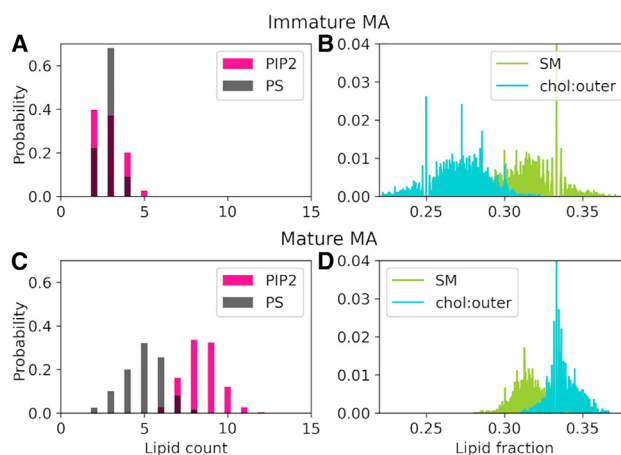 Immature MA
A
B
PIP2
PS
SM
chol:outer
Probability
0.6
0.4
0.2
0.0
0 5 10 15
0.04
0.03
0.02
0.01
0.00
0.25 0.30 0.35
Mature MA
C
D
PIP2
PS
SM
chol:outer
Probability
0.6
0.4
0.2
0.0
0 5 10 15
Lipid count
0.04
0.03
0.02
0.01
0.00
0.25 0.30 0.35
Lipid fraction